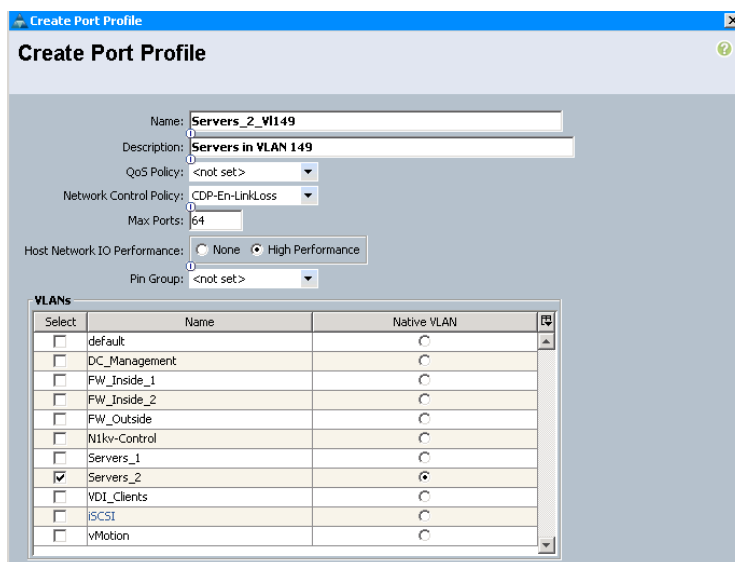 Create Port Profile
Create Port Profile
Name: Servers_2_Vl149
Description: Servers in VLAN 149
QoS Policy: <not set>
Network Control Policy: CDP-En-LinkLoss
Max Ports: 64
Host Network IO Performance: None High Performance
Pin Group: <not set>
VLANs
Select Name Native VLAN
default
DC_Management
FW_Inside_1
FW_Inside_2
FW_Outside
N1kv-Control
Servers_1
Servers_2
VDI_Clients
iSCSI
vMotion